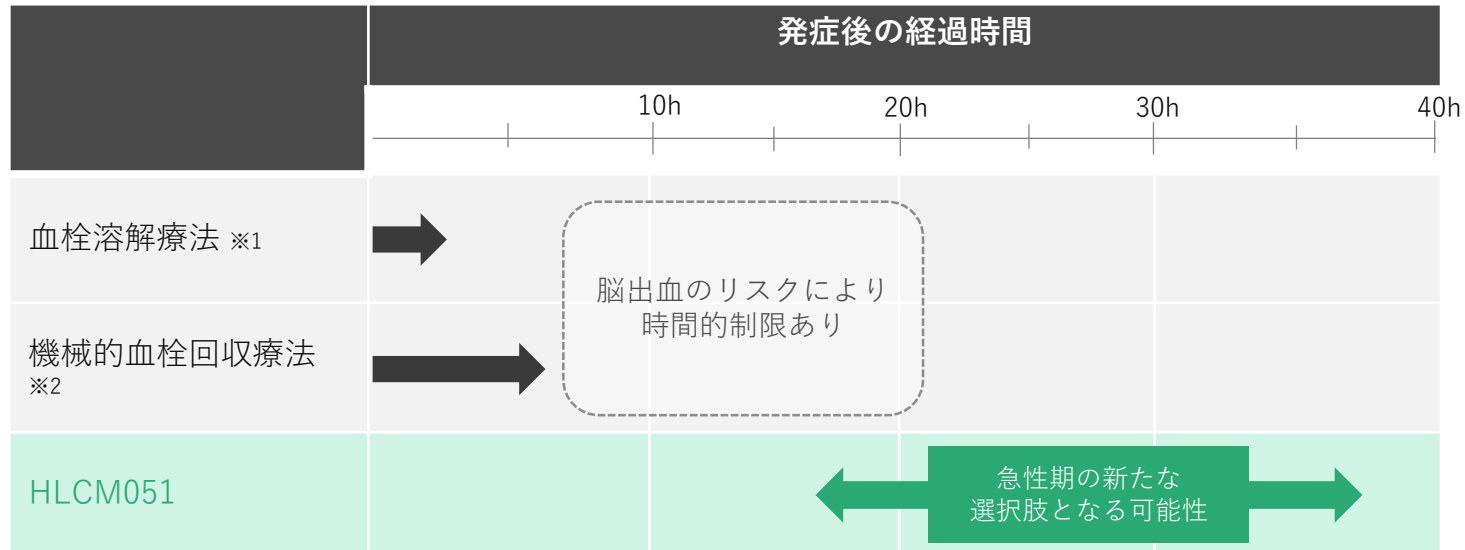 発症後の経過時間
10h 20h 30h 40h
血栓溶解療法 ※1
脳出血のリスクにより
時間的制限あり
機械的血栓回収療法
※2
HLCM051
急性期の新たな
選択肢となる可能性